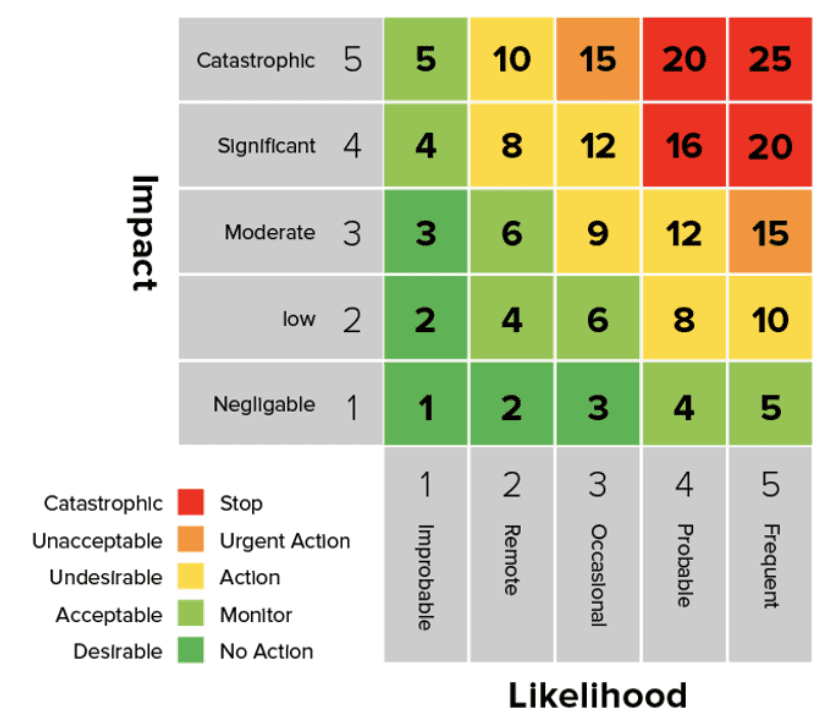 Impact
Catastrophic 5 5 10 15 20 25
Significant 4 4 8 12 16 20
Moderate 3 3 6 9 12 15
low 2 2 4 6 8 10
Negligable 1 1 2 3 4 5
1 2 3 4 5
Improbable Remote Occasional Probable Frequent
Likelihood
Catastrophic Stop
Unacceptable Urgent Action
Undesirable Action
Acceptable Monitor
Desirable No Action